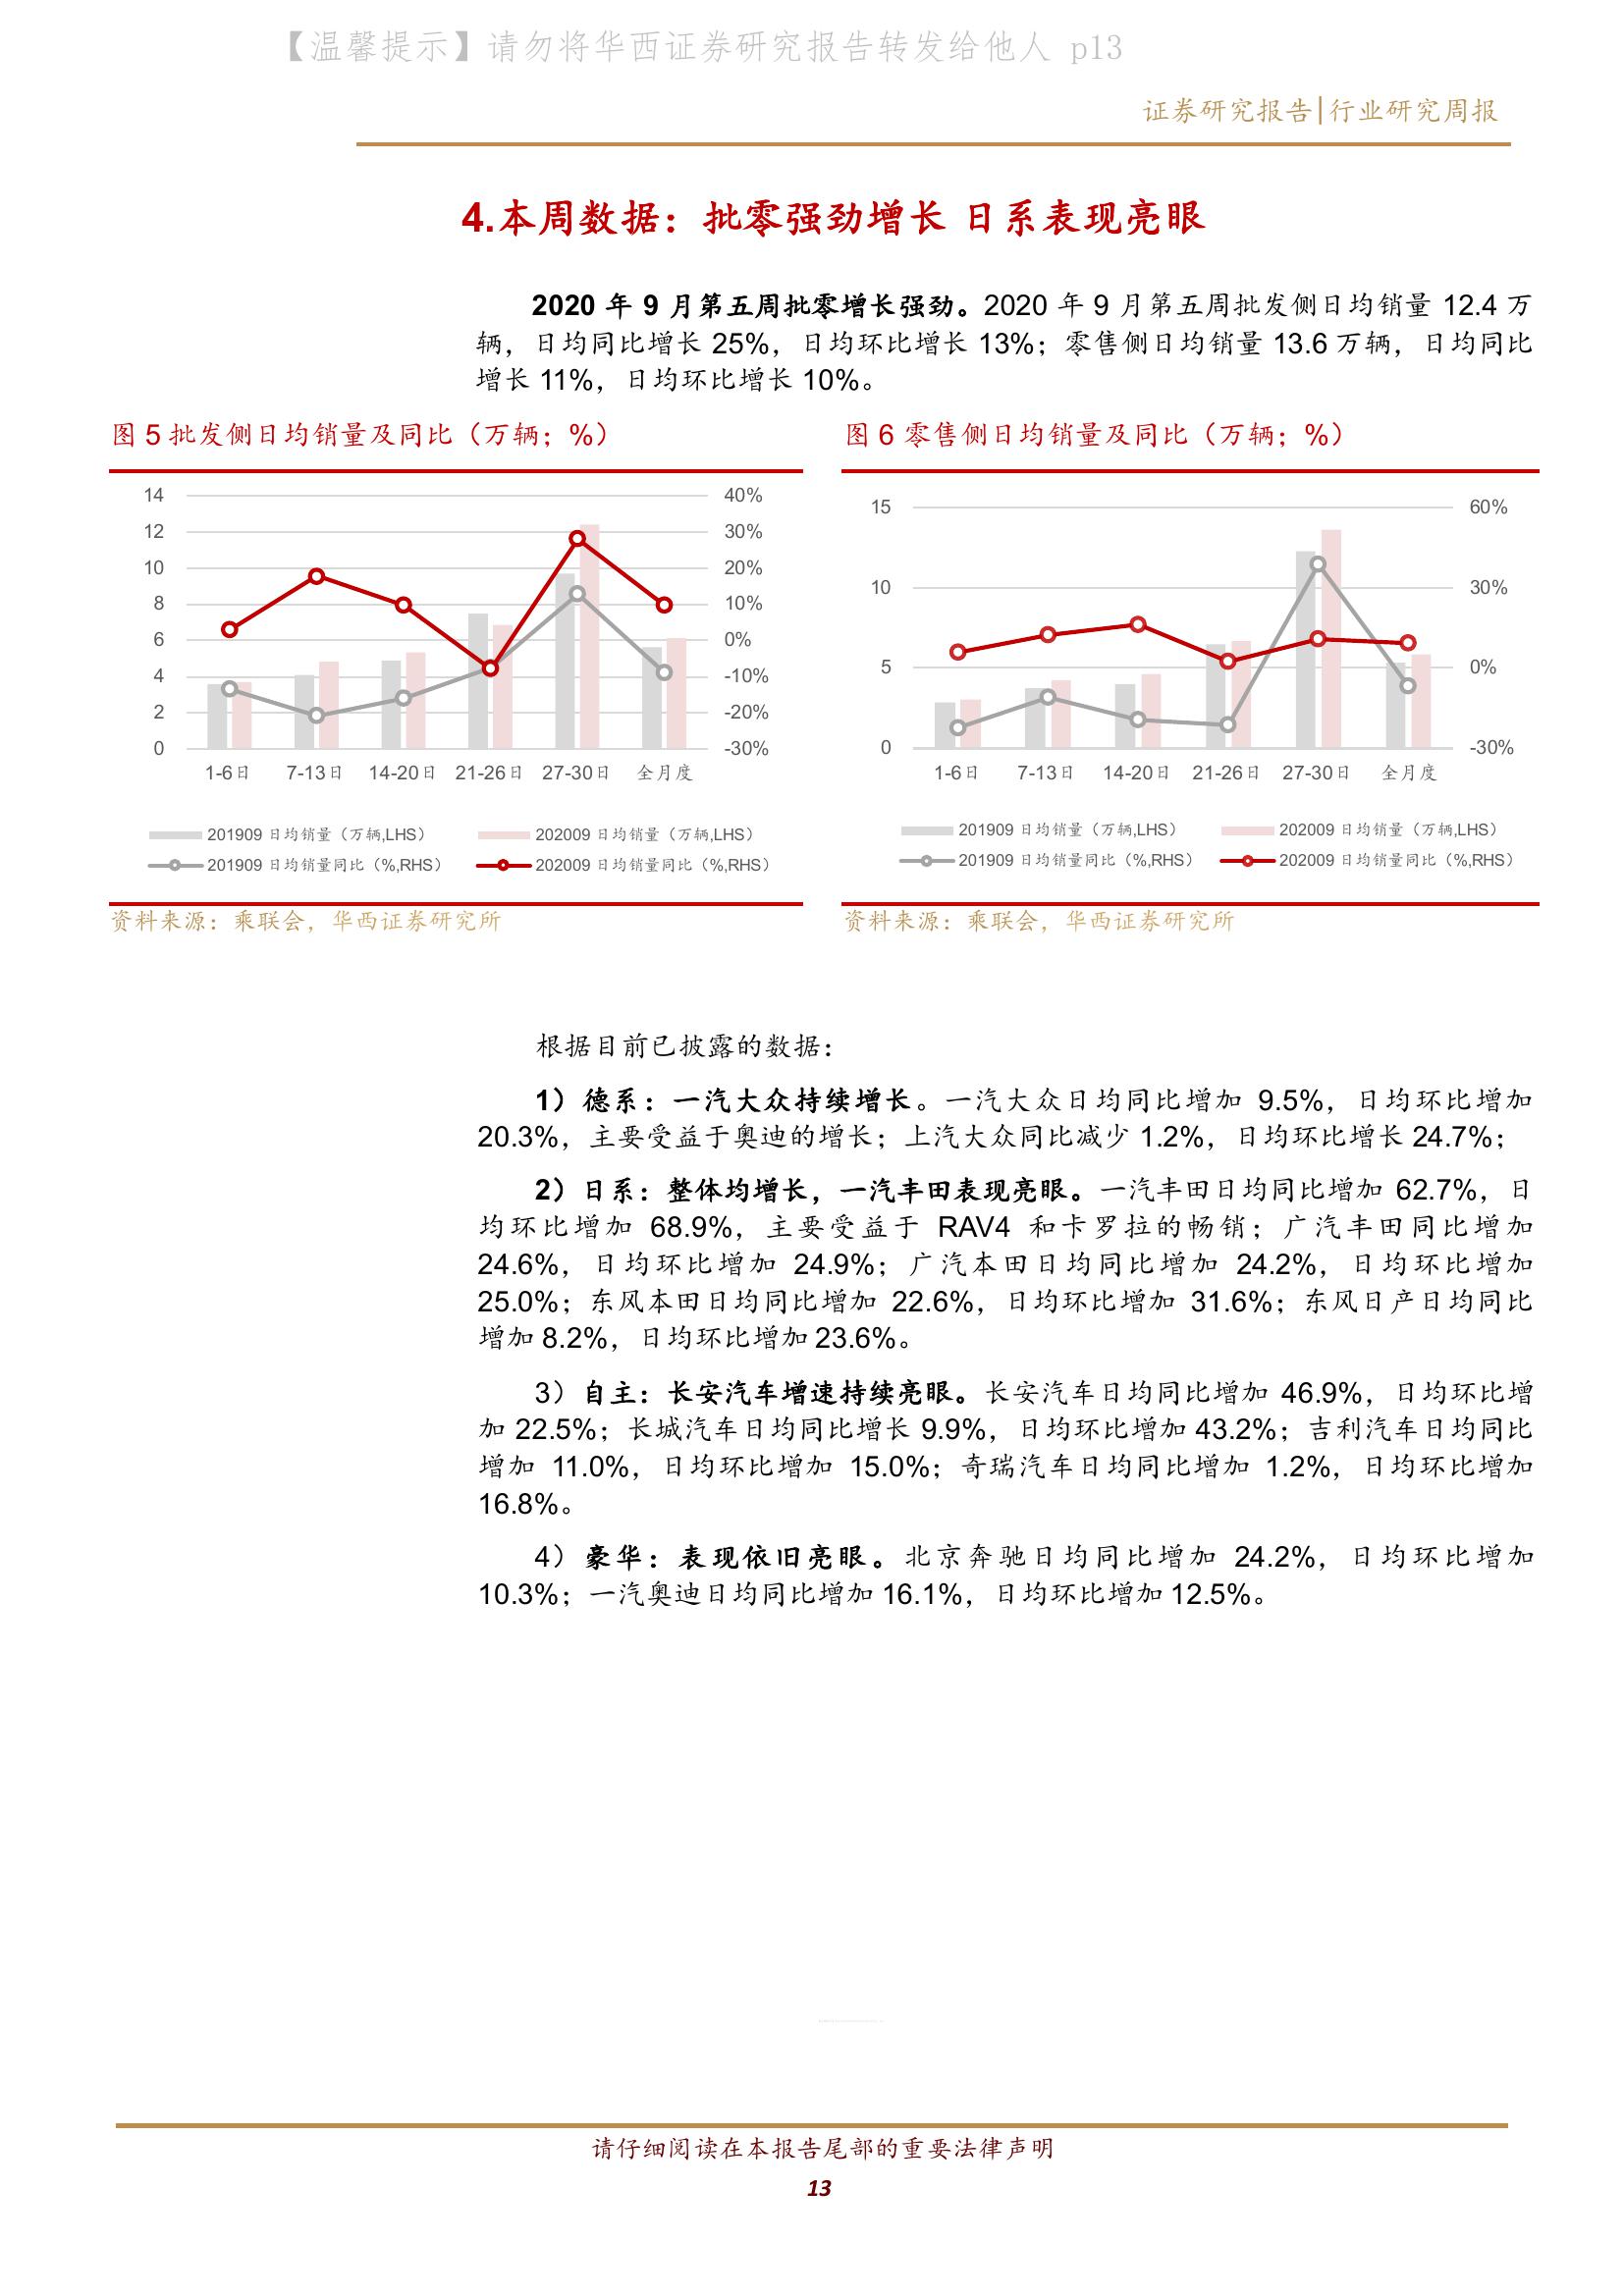 【温馨提示】请勿将华西证券研究报告转发给他人 p13
证券研究报告|行业研究周报
4.本周数据：批零强劲增长 日系表现亮眼
2020 年 9 月第五周批零增长强劲。2020 年 9 月第五周批发侧日均销量 12.4 万
辆，日均同比增长 25%，日均环比增长 13%；零售侧日均销量 13.6 万辆，日均同比
增长 11%，日均环比增长 10%。
图 5 批发侧日均销量及同比（万辆；%）
14
12
10
8
6
4
2
0
40%
30%
20%
10%
0%
-10%
-20%
-30%
1-6日 7-13日 14-20日 21-26日 27-30日 全月度
201909 日均销量（万辆,LHS） 202009 日均销量（万辆,LHS）
201909 日均销量同比（%,RHS） 202009 日均销量同比（%,RHS）
资料来源：乘联会，华西证券研究所
图 6 零售侧日均销量及同比（万辆；%）
15
10
5
0
60%
30%
0%
-30%
1-6日 7-13日 14-20日 21-26日 27-30日 全月度
201909 日均销量（万辆,LHS） 202009 日均销量（万辆,LHS）
201909 日均销量同比（%,RHS） 202009 日均销量同比（%,RHS）
资料来源：乘联会，华西证券研究所
根据目前已披露的数据：
1）德系：一汽大众持续增长。一汽大众日均同比增加 9.5%，日均环比增加
20.3%，主要受益于奥迪的增长；上汽大众同比减少 1.2%，日均环比增长 24.7%；
2）日系：整体均增长，一汽丰田表现亮眼。一汽丰田日均同比增加 62.7%，日
均环比增加 68.9%，主要受益于 RAV4 和卡罗拉的畅销；广汽丰田同比增加
24.6%，日均环比增加 24.9%；广汽本田日均同比增加 24.2%，日均环比增加
25.0%；东风本田日均同比增加 22.6%，日均环比增加 31.6%；东风日产日均同比
增加 8.2%，日均环比增加 23.6%。
3）自主：长安汽车增速持续亮眼。长安汽车日均同比增加 46.9%，日均环比增
加 22.5%；长城汽车日均同比增长 9.9%，日均环比增加 43.2%；吉利汽车日均同比
增加 11.0%，日均环比增加 15.0%；奇瑞汽车日均同比增加 1.2%，日均环比增加
16.8%。
4）豪华：表现依旧亮眼。北京奔驰日均同比增加 24.2%，日均环比增加
10.3%；一汽奥迪日均同比增加 16.1%，日均环比增加 12.5%。
请仔细阅读在本报告尾部的重要法律声明
13